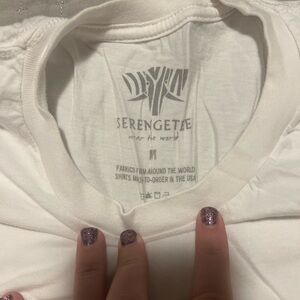 SERENGETEE
wear the world
M
FABRICS FROM AROUND THE WORLD
SHIRTS MADE-TO-ORDER IN THE USA